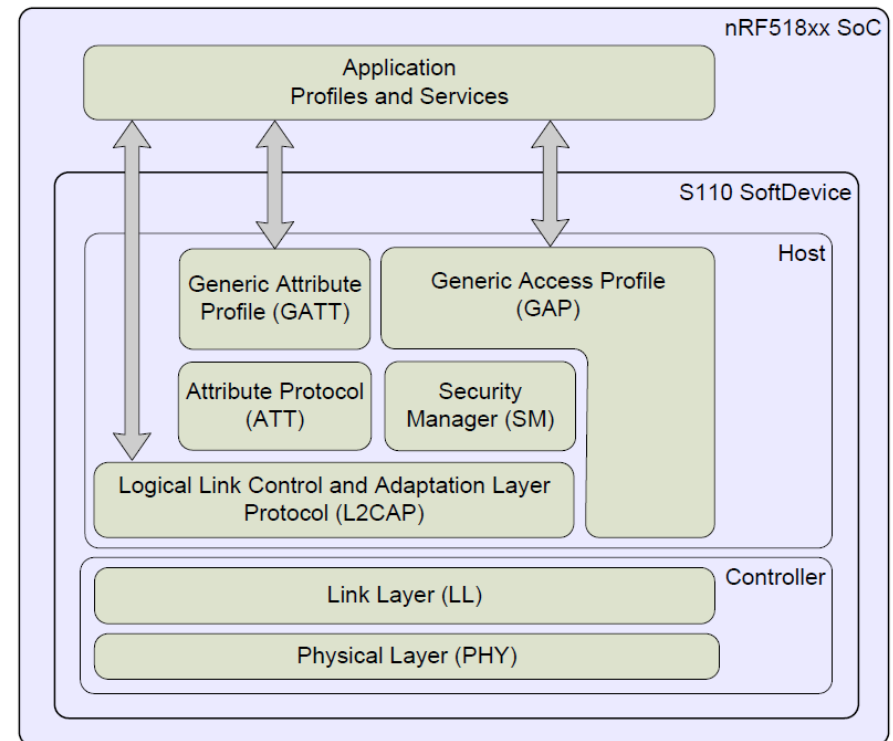 nRF518xx SoC
Application
Profiles and Services
S110 SoftDevice
Host
Generic Attribute
Profile (GATT)
Generic Access Profile
(GAP)
Attribute Protocol
(ATT)
Security
Manager (SM)
Logical Link Control and Adaptation Layer
Protocol (L2CAP)
Controller
Link Layer (LL)
Physical Layer (PHY)